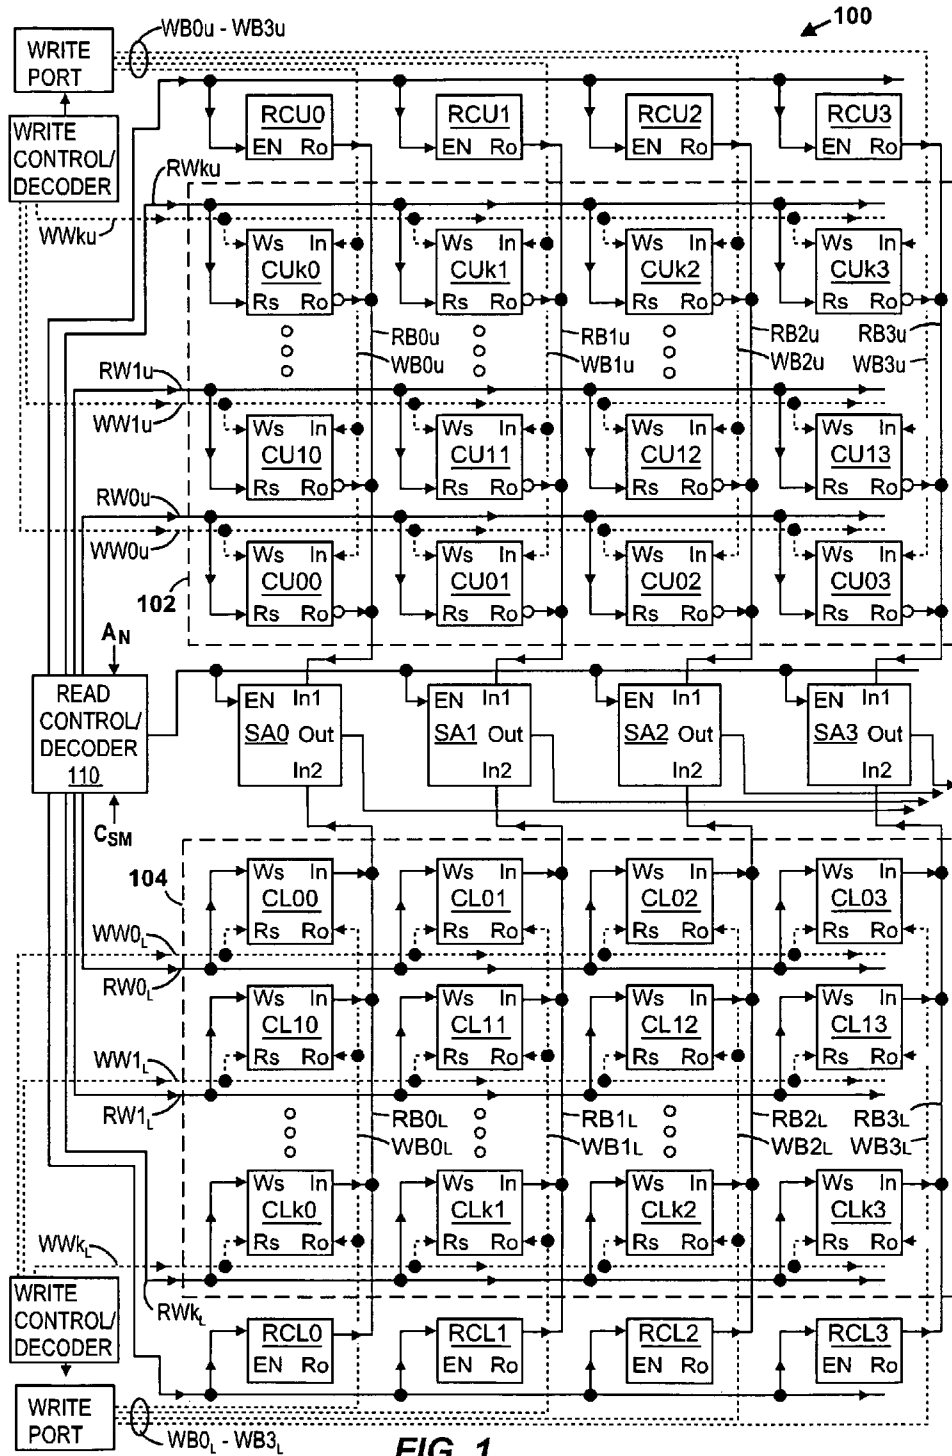 WB0u - WB3u
100
WRITE PORT
RCU0 RCU1 RCU2 RCU3
EN Ro EN Ro EN Ro EN Ro
WRITE CONTROL/ DECODER
RWku
WWku
Ws In Ws In Ws In Ws In
CUk0 CUk1 CUk2 CUk3
Rs Ro Rs Ro Rs Ro Rs Ro
RB0u RB1u RB2u RB3u
WB0u WB1u WB2u WB3u
RW1u
WW1u
Ws In Ws In Ws In Ws In
CU10 CU11 CU12 CU13
Rs Ro Rs Ro Rs Ro Rs Ro
RW0u
WW0u
Ws In Ws In Ws In Ws In
CU00 CU01 CU02 CU03
Rs Ro Rs Ro Rs Ro Rs Ro
102
AN
READ CONTROL/ DECODER 110
CSM
EN In1 EN In1 EN In1 EN In1
SA0 Out SA1 Out SA2 Out SA3 Out
In2 In2 In2 In2
104
Ws In Ws In Ws In Ws In
CL00 CL01 CL02 CL03
Rs Ro Rs Ro Rs Ro Rs Ro
WW0L
RW0L
Ws In Ws In Ws In Ws In
CL10 CL11 CL12 CL13
Rs Ro Rs Ro Rs Ro Rs Ro
WW1L
RW1L
RB0L RB1L RB2L RB3L
WB0L WB1L WB2L WB3L
Ws In Ws In Ws In Ws In
CLk0 CLk1 CLk2 CLk3
Rs Ro Rs Ro Rs Ro Rs Ro
WWkL
RWkL
WRITE CONTROL/ DECODER
RCL0 RCL1 RCL2 RCL3
EN Ro EN Ro EN Ro EN Ro
WRITE PORT
WB0L - WB3L
FIG. 1